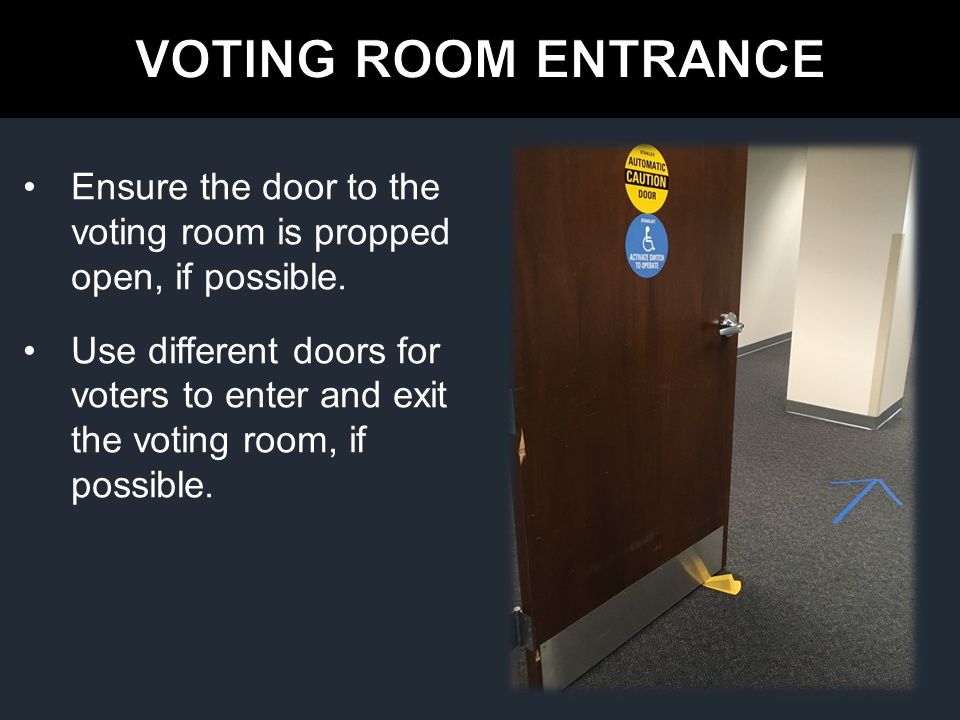 VOTING ROOM ENTRANCE
• Ensure the door to the
voting room is propped
open, if possible.
• Use different doors for
voters to enter and exit
the voting room, if
possible.
STANLEY
AUTOMATIC
CAUTION
DOOR
STANLEY
ACTIVATE SWITCH
TO OPERATE